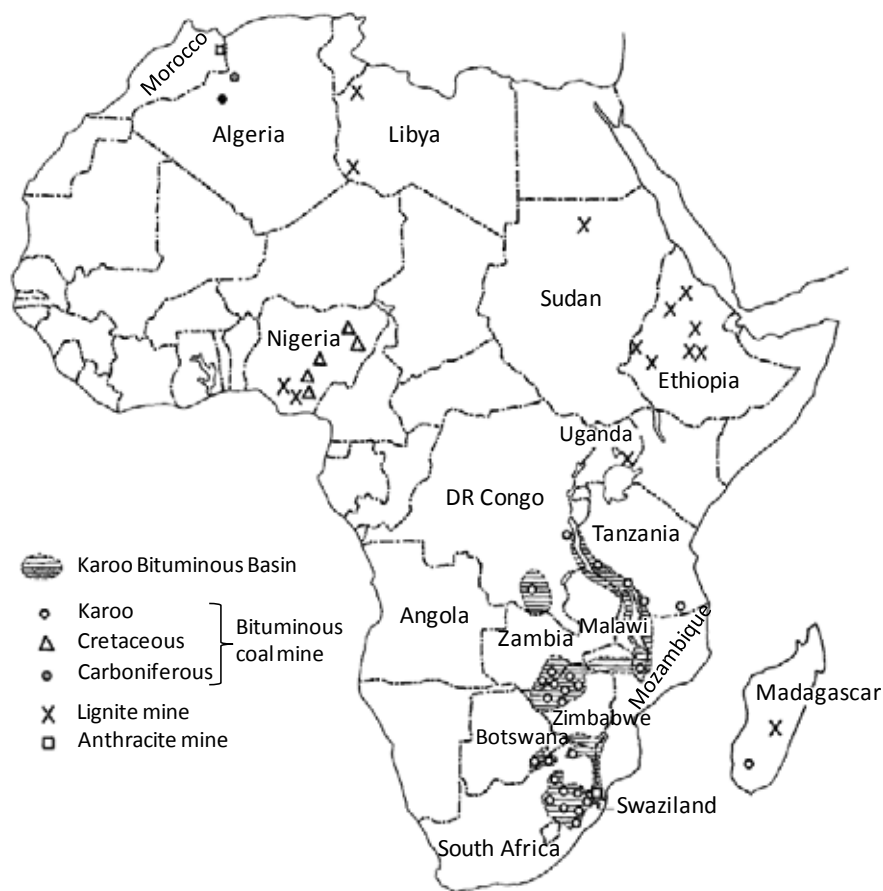 Morocco
Algeria
Libya
Sudan
Nigeria
Ethiopia
Uganda
DR Congo
Tanzania
Karoo Bituminous Basin
Karoo
Cretaceous
Carboniferous
Bituminous
coal mine
Lignite mine
Anthracite mine
Angola
Zambia
Malawi
Mozambique
Madagascar
Zimbabwe
Botswana
Swaziland
South Africa